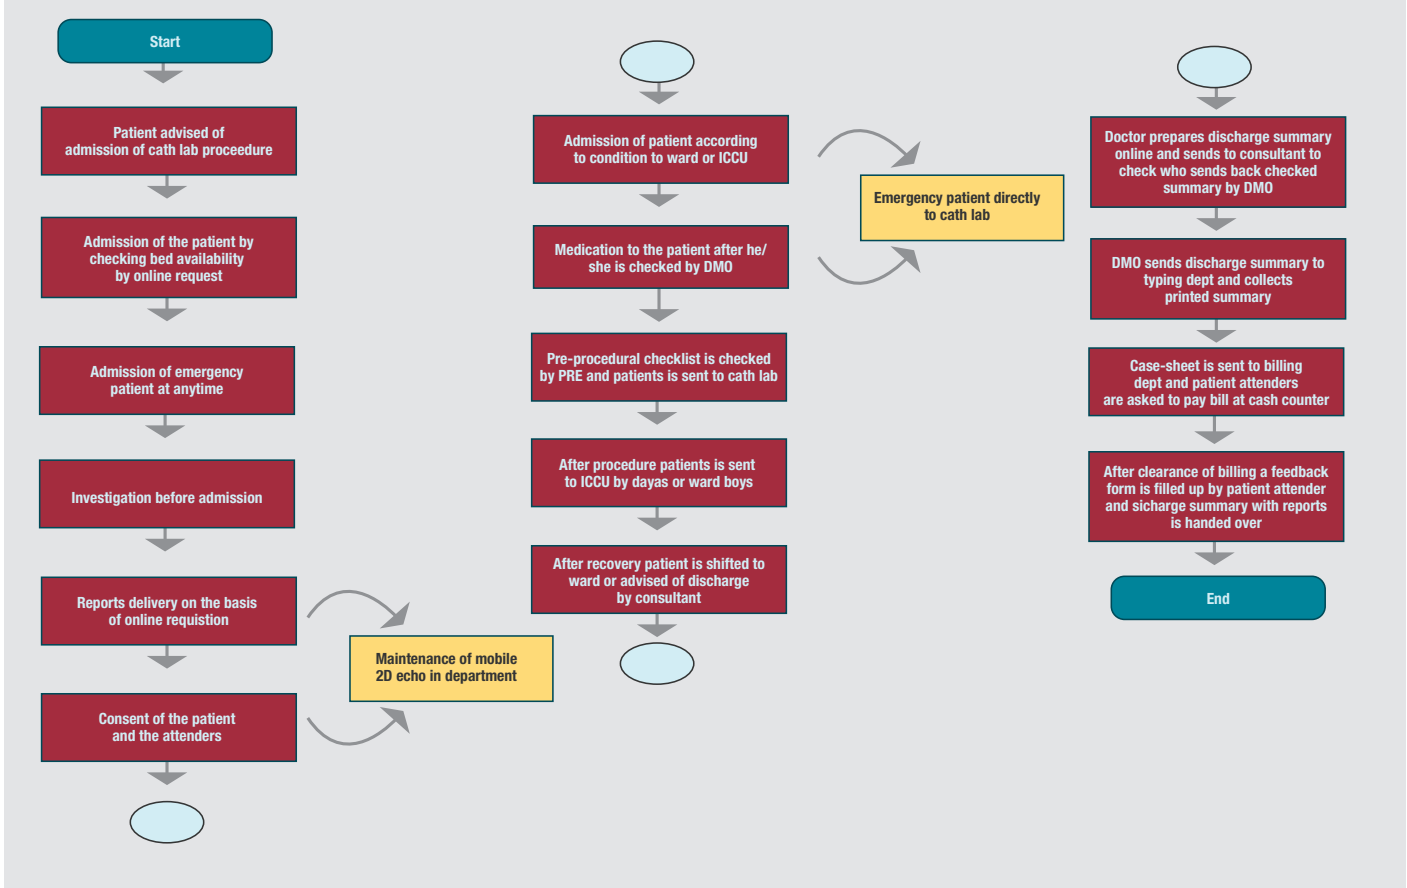 Start
Patient advised of
admission of cath lab proceedure
Admission of the patient by
checking bed availability
by online request
Admission of emergency
patient at anytime
Investigation before admission
Reports delivery on the basis
of online requistion
Consent of the patient
and the attenders
Maintenance of mobile
2D echo in department
Admission of patient according
to condition to ward or ICCU
Medication to the patient after he/
she is checked by DMO
Pre-procedural checklist is checked
by PRE and patients is sent to cath lab
After procedure patients is sent
to ICCU by dayas or ward boys
After recovery patient is shifted to
ward or advised of discharge
by consultant
Emergency patient directly
to cath lab
Doctor prepares discharge summary
online and sends to consultant to
check who sends back checked
summary by DMO
DMO sends discharge summary to
typing dept and collects
printed summary
Case-sheet is sent to billing
dept and patient attenders
are asked to pay bill at cash counter
After clearance of billing a feedback
form is filled up by patient attender
and sicharge summary with reports
is handed over
End